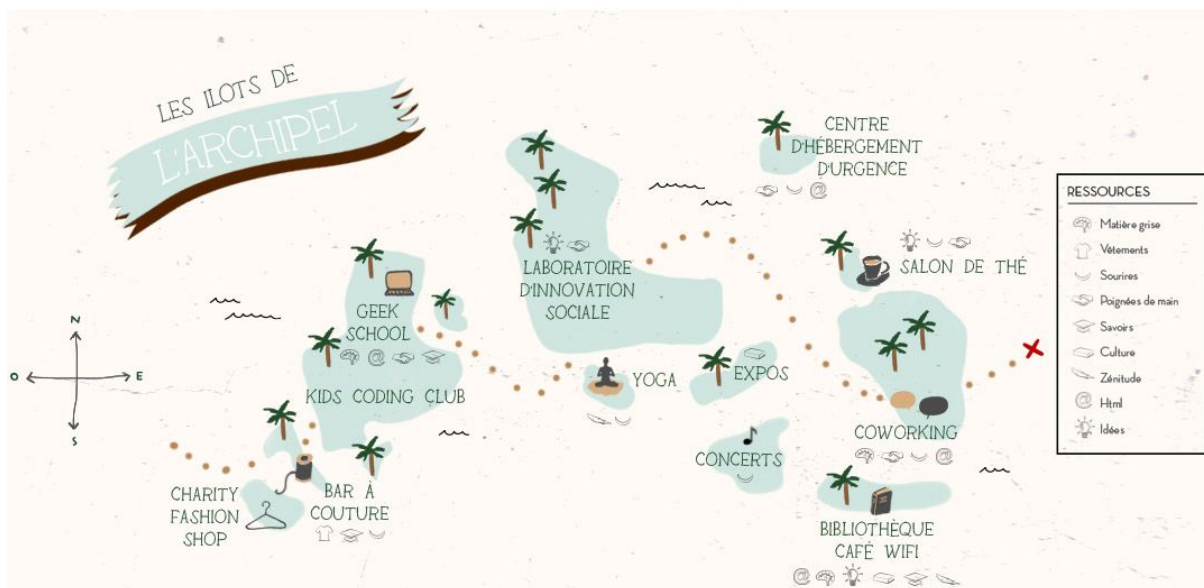 LES ILOTS DE
L'ARCHIPEL
CENTRE
D'HÉBERGEMENT
D'URGENCE
SALON DE THÉ
LABORATOIRE
D'INNOVATION
SOCIALE
GEEK
SCHOOL
KIDS CODING CLUB
YOGA
EXPOS
CONCERTS
COWORKING
BIBLIOTHÈQUE
CAFÉ WIFI
BAR À
COUTURE
CHARITY
FASHION
SHOP
N
O
E
S
RESSOURCES
Matière grise
Vêtements
Sourires
Poignées de main
Savoirs
Culture
Zénitude
Html
Idées